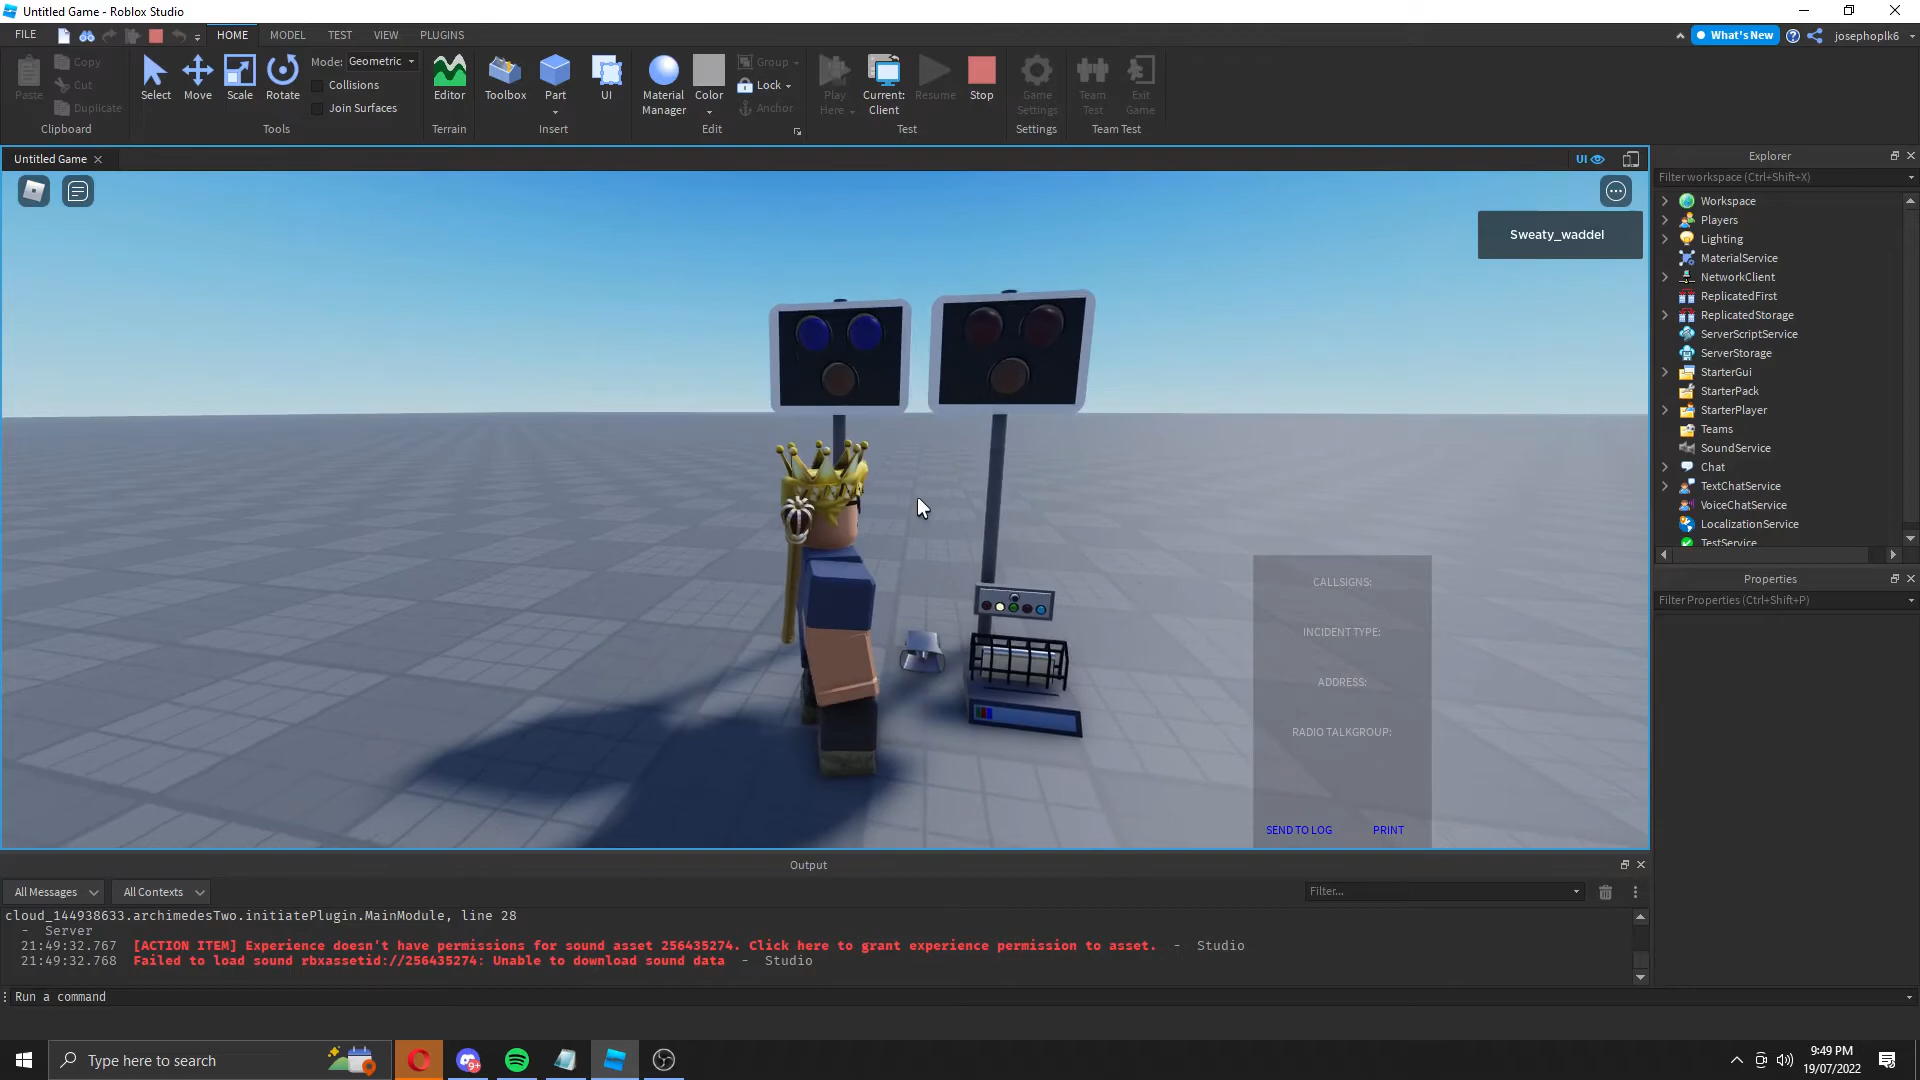 Untitled Game - Roblox Studio
FILE
HOME
MODEL
TEST
VIEW
PLUGINS
What's New
josephoplk6
Paste
Copy
Cut
Duplicate
Clipboard
Select
Move
Scale
Rotate
Mode: Geometric
Collisions
Join Surfaces
Tools
Editor
Terrain
Toolbox
Part
UI
Insert
Material
Manager
Color
Group
Lock
Anchor
Edit
Play
Here
Current:
Client
Resume
Stop
Test
Game
Settings
Settings
Team
Test
Exit
Game
Team Test
Untitled Game
UI
Sweaty_waddel
CALLSIGNS:
INCIDENT TYPE:
ADDRESS:
RADIO TALKGROUP:
SEND TO LOG
PRINT
Explorer
Filter workspace (Ctrl+Shift+X)
Workspace
Players
Lighting
MaterialService
NetworkClient
ReplicatedFirst
ReplicatedStorage
ServerScriptService
ServerStorage
StarterGui
StarterPack
StarterPlayer
Teams
SoundService
Chat
TextChatService
VoiceChatService
LocalizationService
TestService
Properties
Filter Properties (Ctrl+Shift+P)
Output
All Messages
All Contexts
Filter...
cloud_144938633.archimedesTwo.initiatePlugin.MainModule, line 28
- Server
21:49:32.767 [ACTION ITEM] Experience doesn't have permissions for sound asset 256435274. Click here to grant experience permission to asset. - Studio
21:49:32.768 Failed to load sound rbxassetid://256435274: Unable to download sound data - Studio
Run a command
Type here to search
9+
9:49 PM
19/07/2022